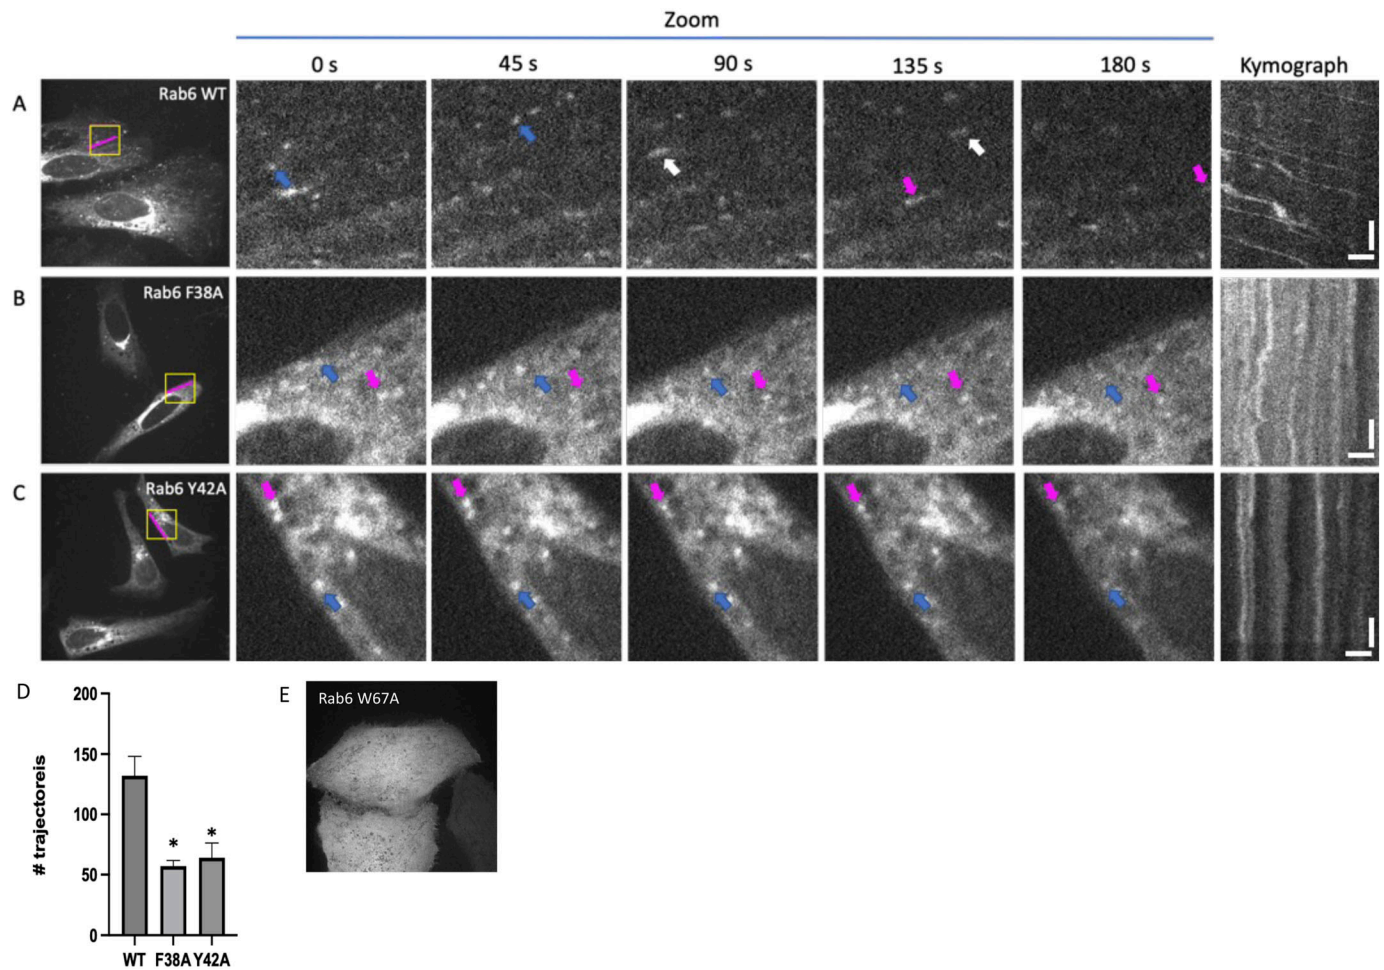 Zoom
0 s 45 s 90 s 135 s 180 s Kymograph
A Rab6 WT
B Rab6 F38A
C Rab6 Y42A
D
200
150
100
50
0
# trajectoreis
*
*
WT F38A Y42A
E Rab6 W67A